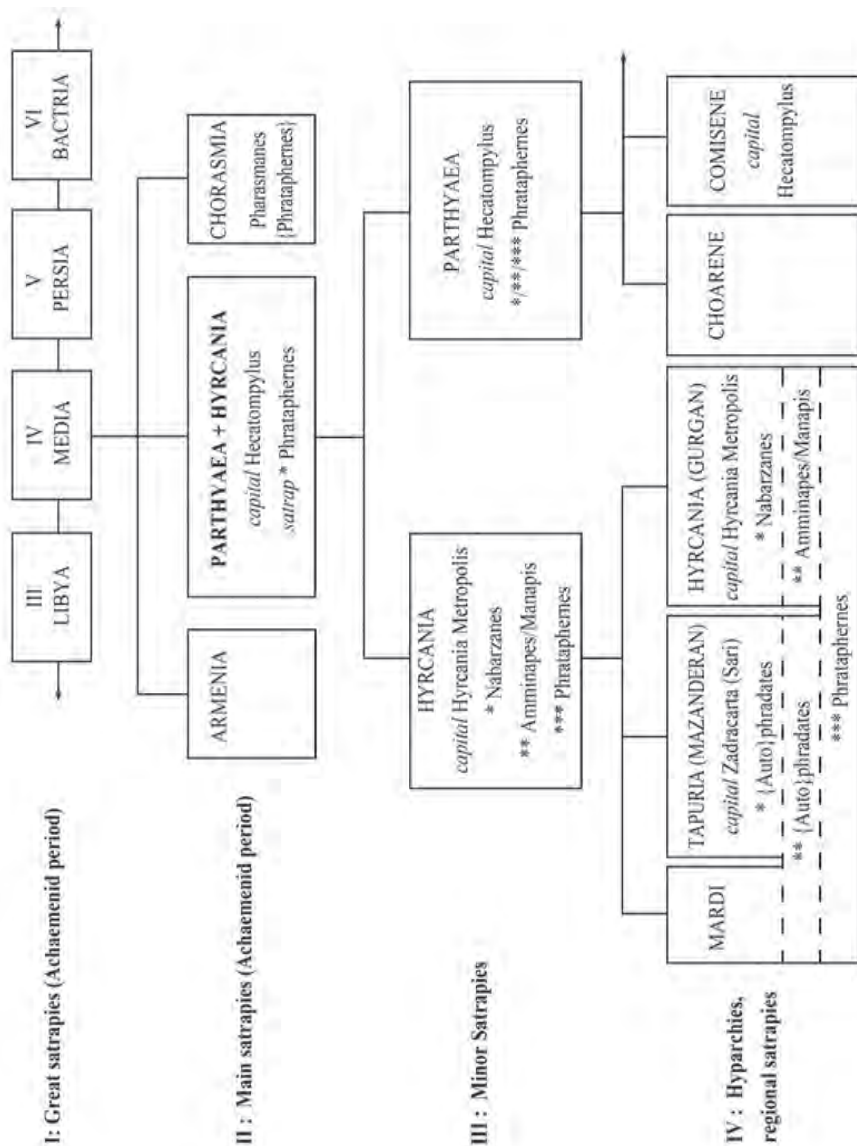 I: Great satrapies (Achaemenid period)
III
LIBYA
IV
MEDIA
V
PERSIA
VI
BACTRIA
II : Main satrapies (Achaemenid period)
ARMENIA
PARTHYAEA + HYRCANIA
capital Hecatompylus
satrap * Phrataphernes
CHORASMIA
Pharasmanes
{Phrataphernes}
III : Minor Satrapies
HYRCANIA
capital Hyrcania Metropolis
* Nabarzanes
** Amminapes/Manapis
*** Phrataphernes
PARTHYAEA
capital Hecatompylus
*/**/*** Phrataphernes
IV : Hyparchies,
regional satrapies
MARDI
TAPURIA (MAZANDERAN)
capital Zadracarta (Sari)
* {Auto}phradates
** {Auto}phradates
HYRCANIA (GURGAN)
capital Hyrcania Metropolis
* Nabarzanes
** Amminapes/Manapis
*** Phrataphernes
CHOARENE
COMISENE
capital
Hecatompylus